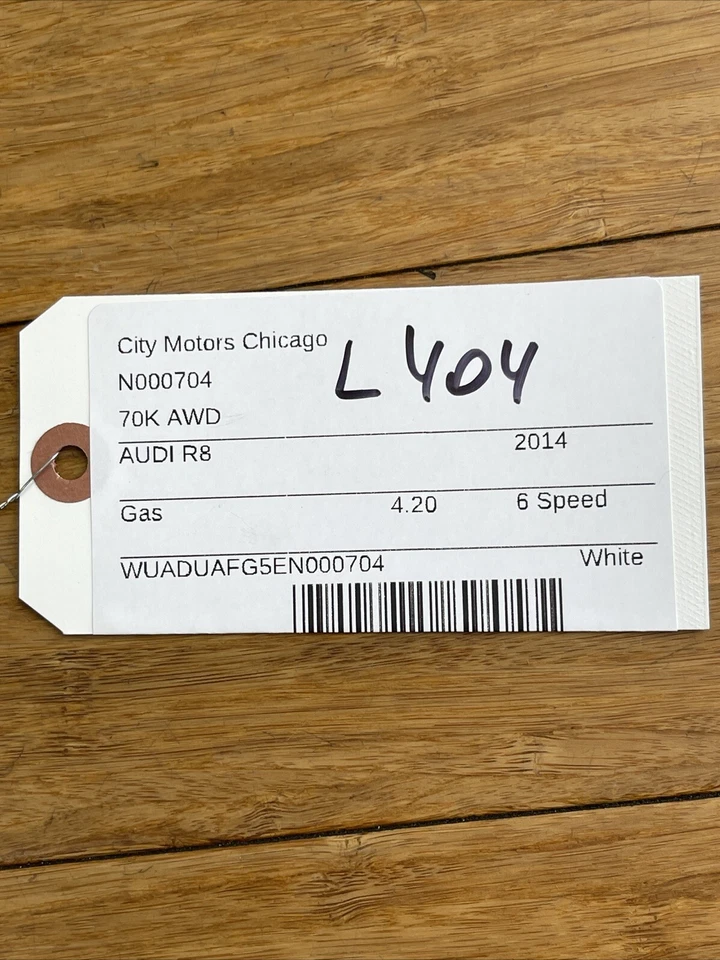 City Motors Chicago
L404
N000704
70K AWD
AUDI R8 2014
Gas 4.20 6 Speed
WUADUAFG5EN000704 White